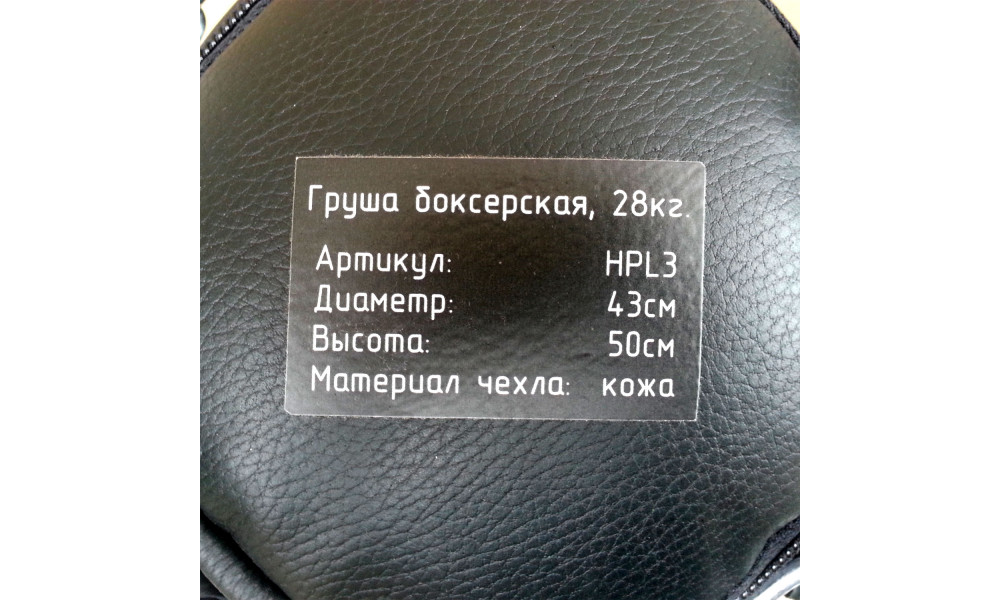 Груша боксерская, 28кг.
Артикул: HPL3
Диаметр: 43см
Высота: 50см
Материал чехла: кожа